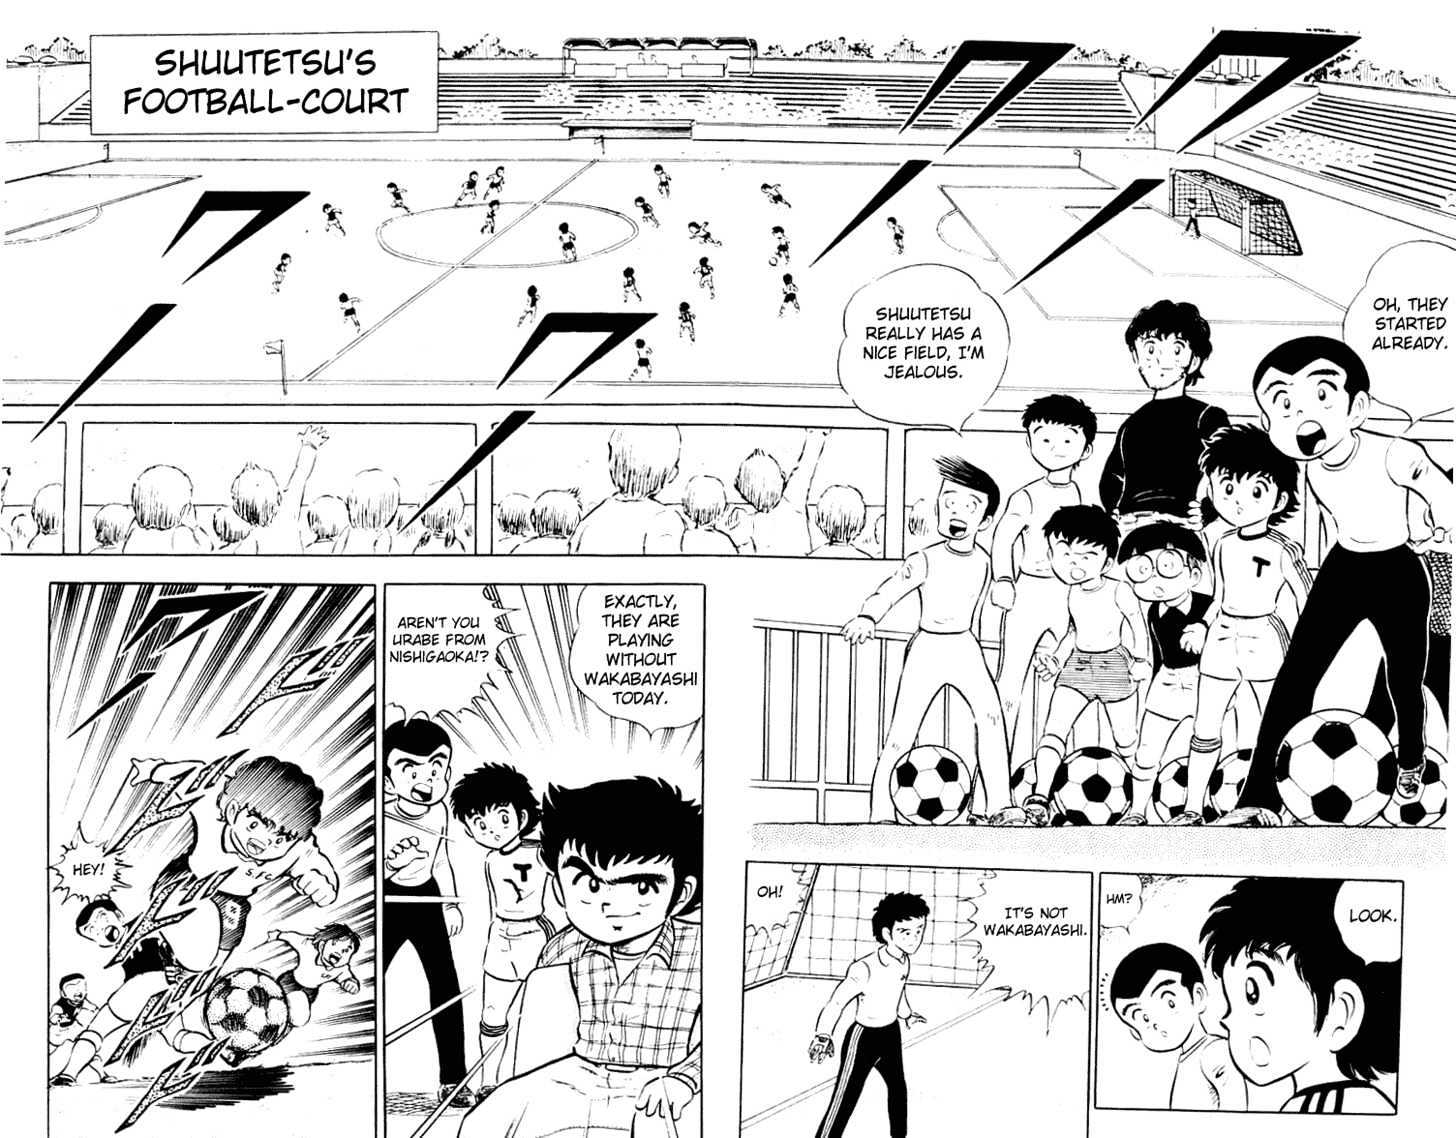 SHUUTETSU'S
FOOTBALL-COURT
OH, THEY
STARTED
ALREADY.
SHUUTETSU
REALLY HAS A
NICE FIELD, I'M
JEALOUS.
T
LOOK.
HM?
IT'S NOT
WAKABAYASHI.
OH!
EXACTLY,
THEY ARE
PLAYING
WITHOUT
WAKABAYASHI
TODAY.
AREN'T YOU
URABE FROM
NISHIGAOKA!?
T
HEY!
S.FC